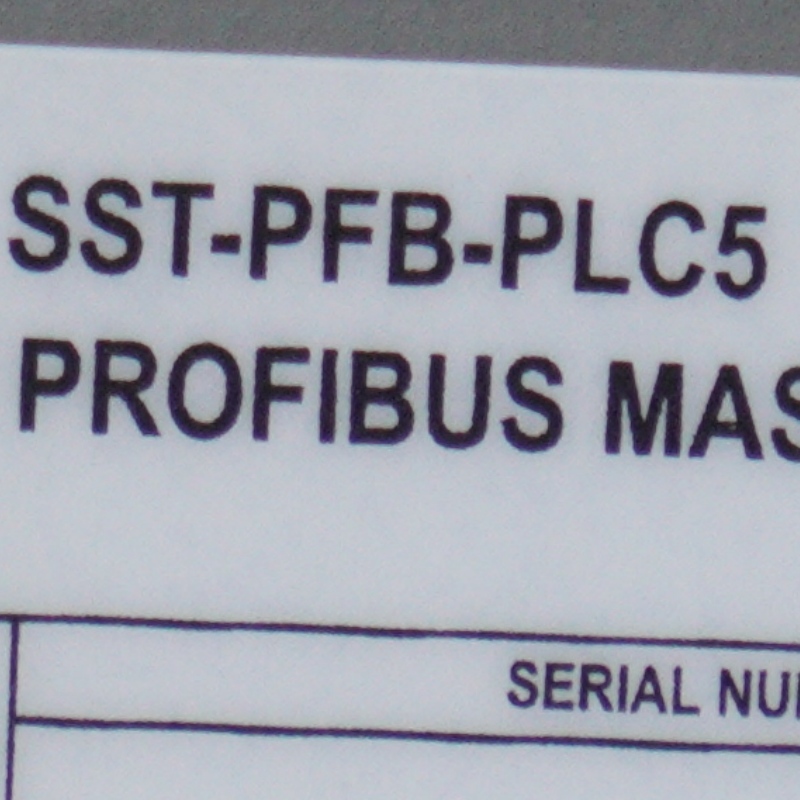 SST-PFB-PLC5
PROFIBUS MAS
SERIAL NU